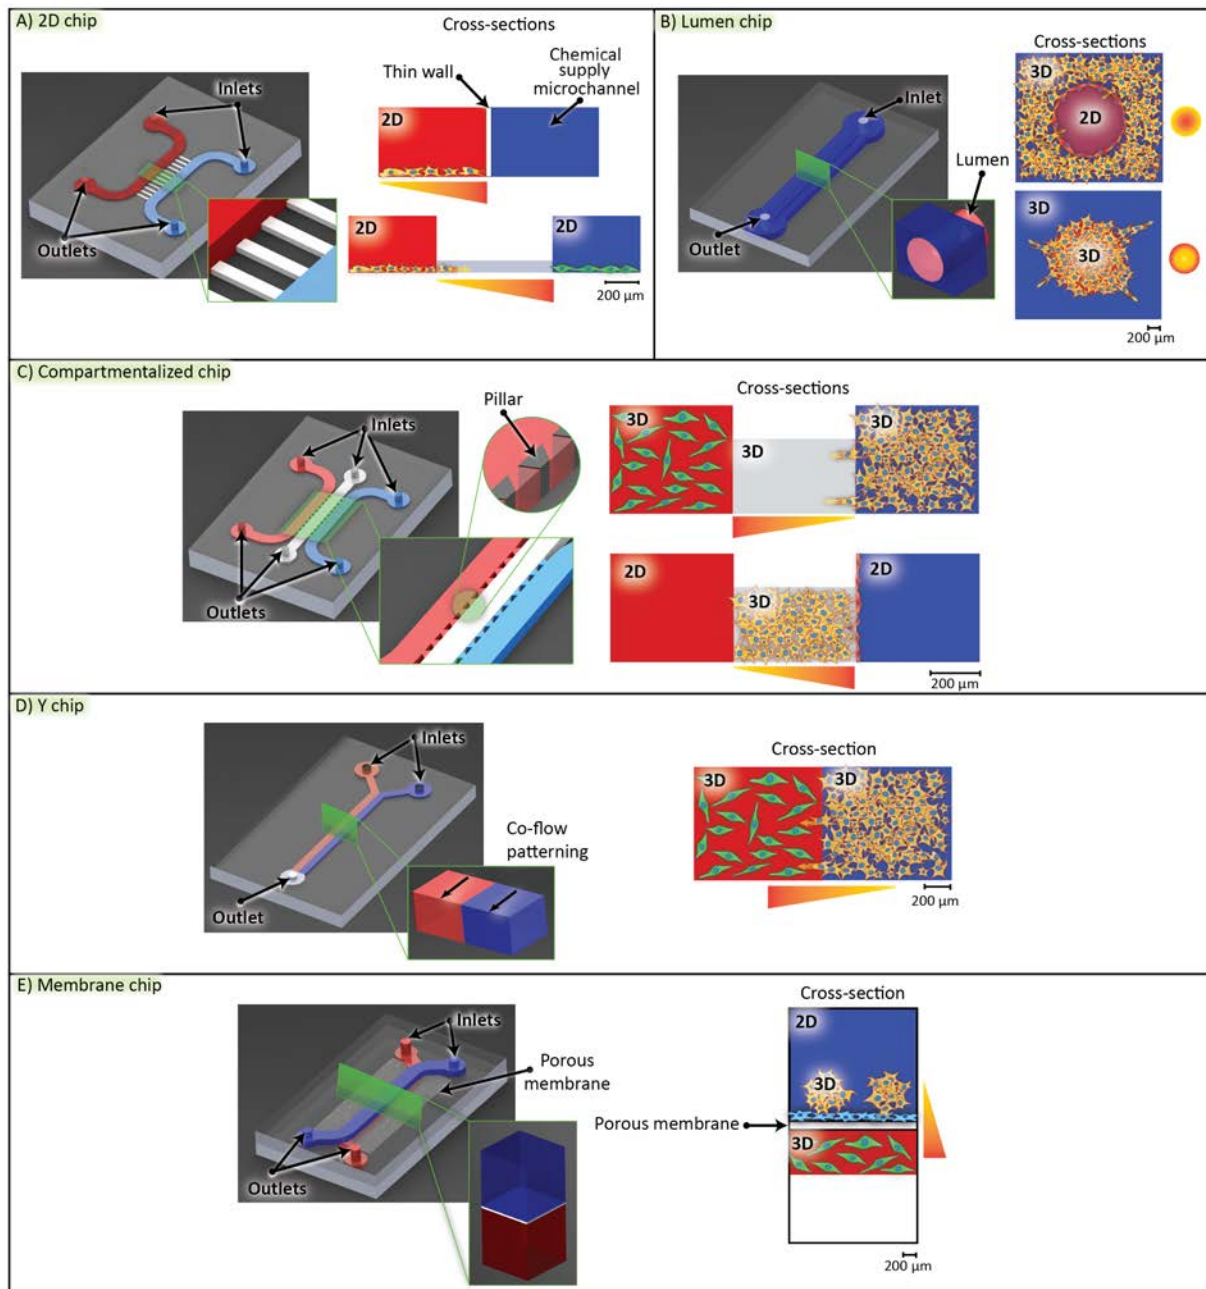 A) 2D chip
Cross-sections
Inlets
Outlets
Thin wall
Chemical
supply
microchannel
2D
2D
2D
200 μm
B) Lumen chip
Cross-sections
Inlet
Outlet
Lumen
3D
2D
3D
3D
200 μm
C) Compartmentalized chip
Pillar
Cross-sections
Inlets
Outlets
3D
3D
3D
2D
3D
2D
200 μm
D) Y chip
Inlets
Outlet
Co-flow
patterning
Cross-section
3D
3D
200 μm
E) Membrane chip
Inlets
Outlets
Porous
membrane
Cross-section
2D
3D
Porous membrane
3D
200 μm